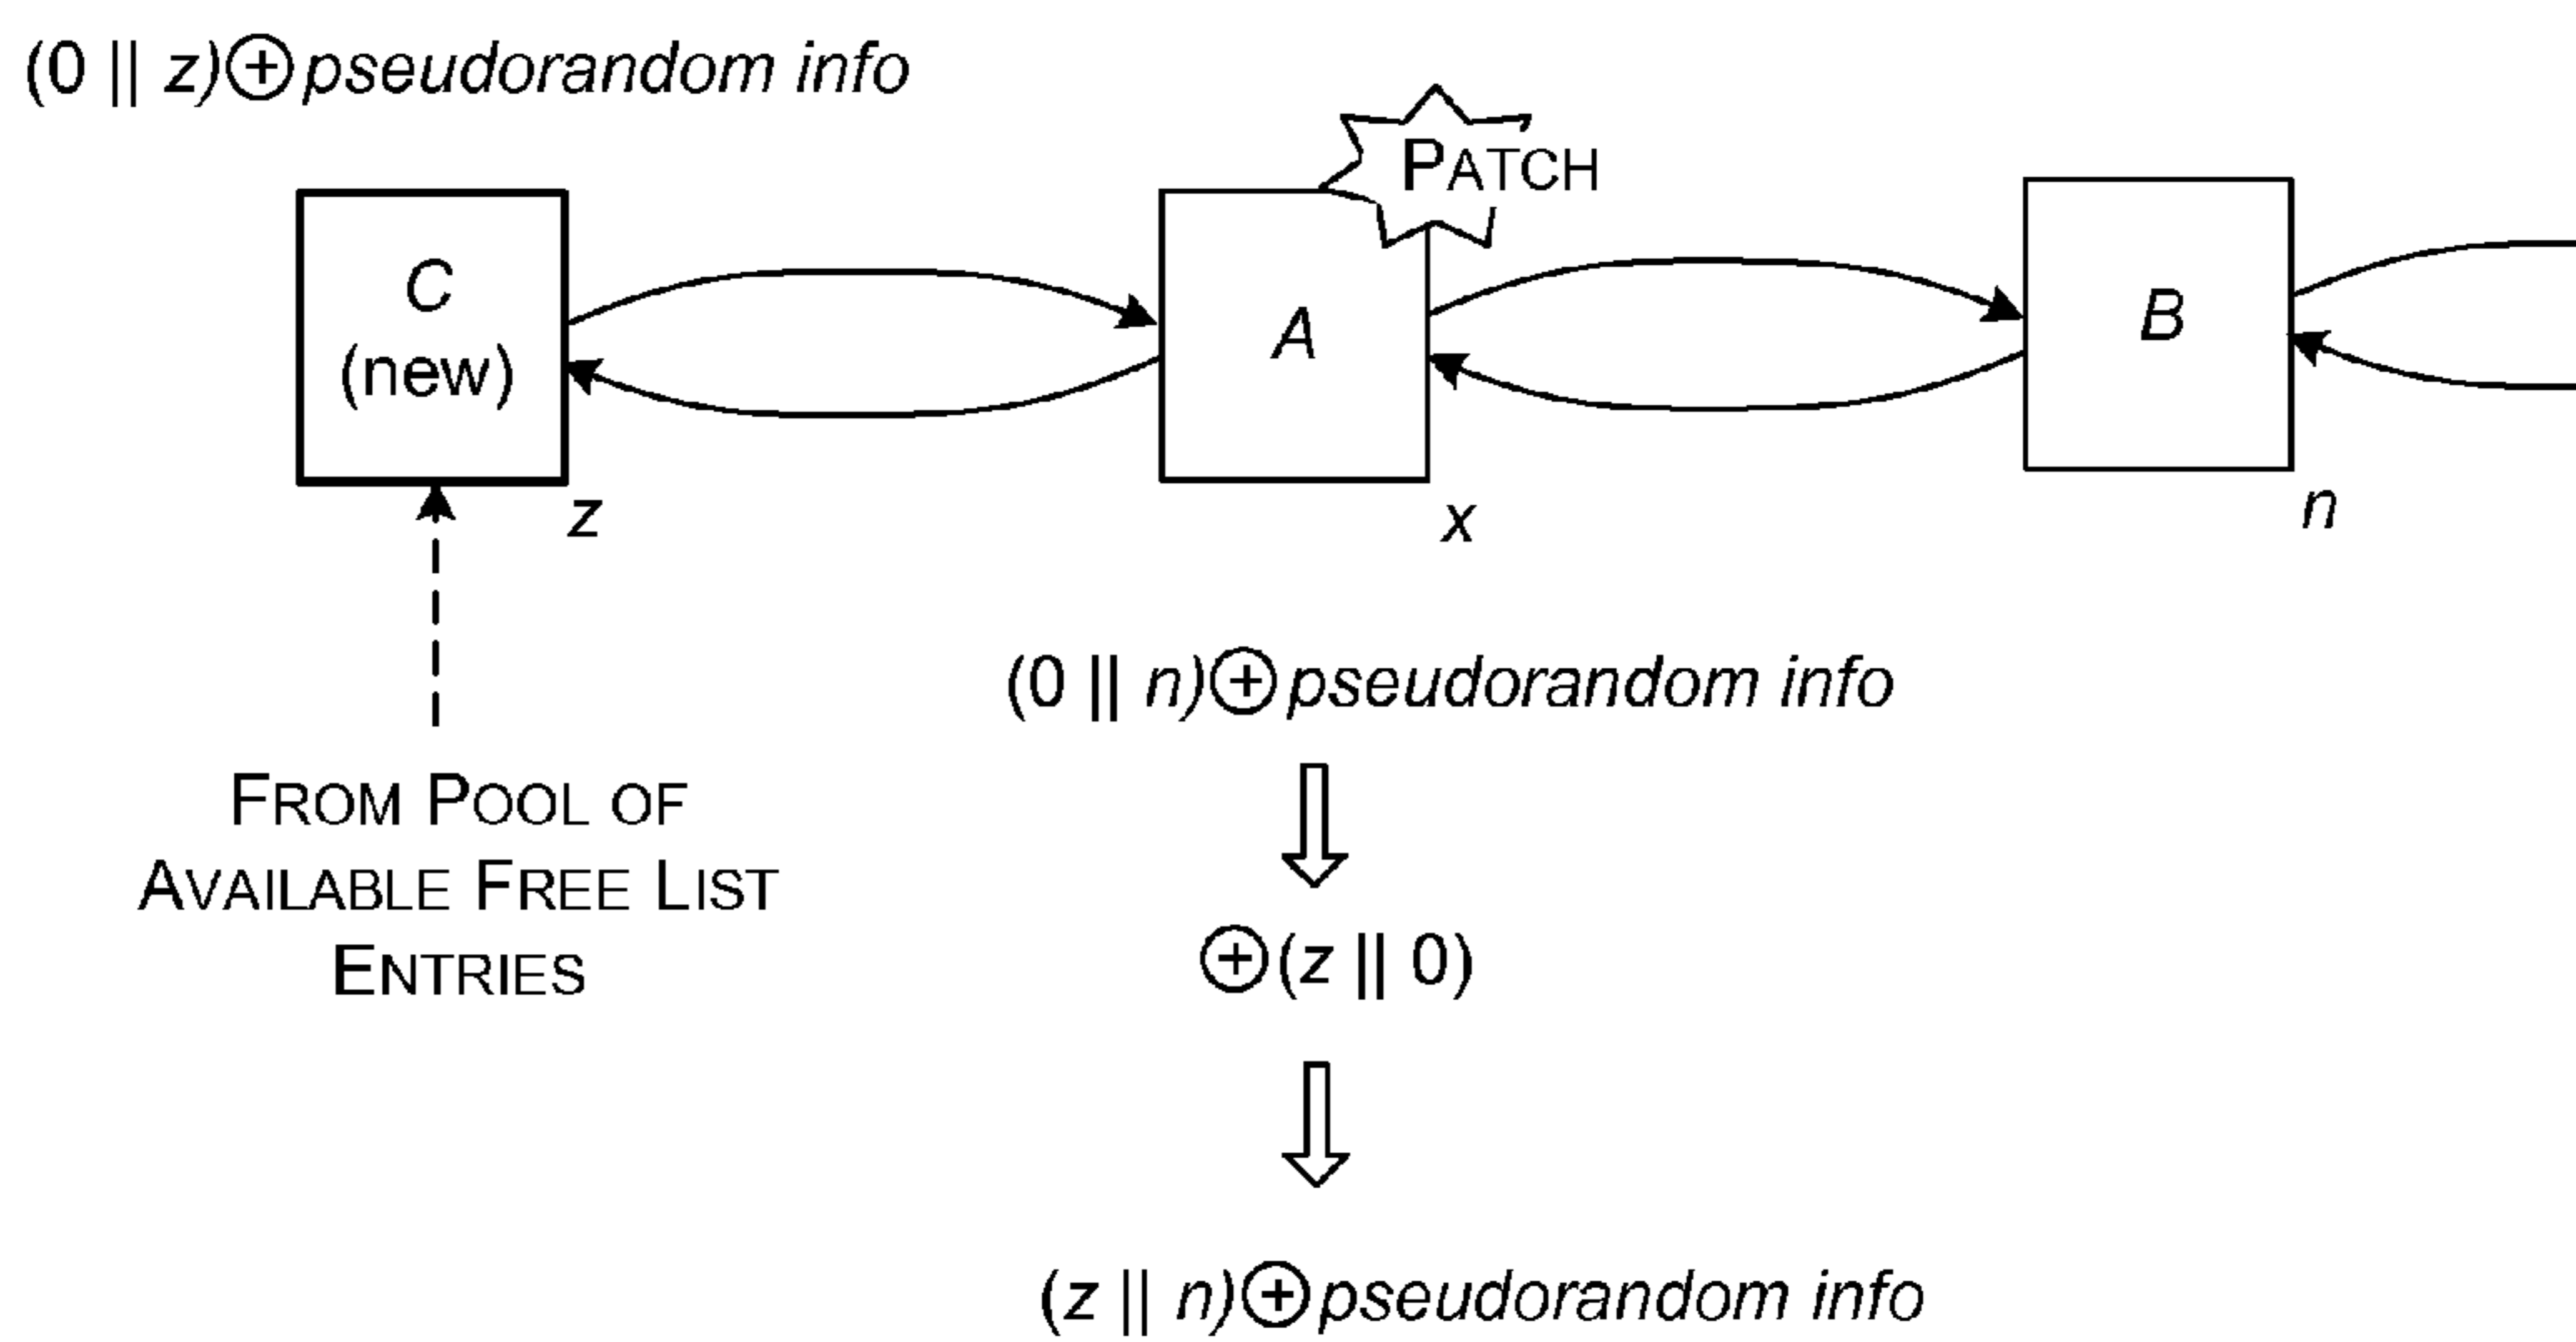 (0 || z)⊕pseudorandom info
PATCH
C
(new)
A
B
z
x
n
(0 || n)⊕pseudorandom info
FROM POOL OF
AVAILABLE FREE LIST
ENTRIES
⊕(z || 0)
(z || n)⊕pseudorandom info